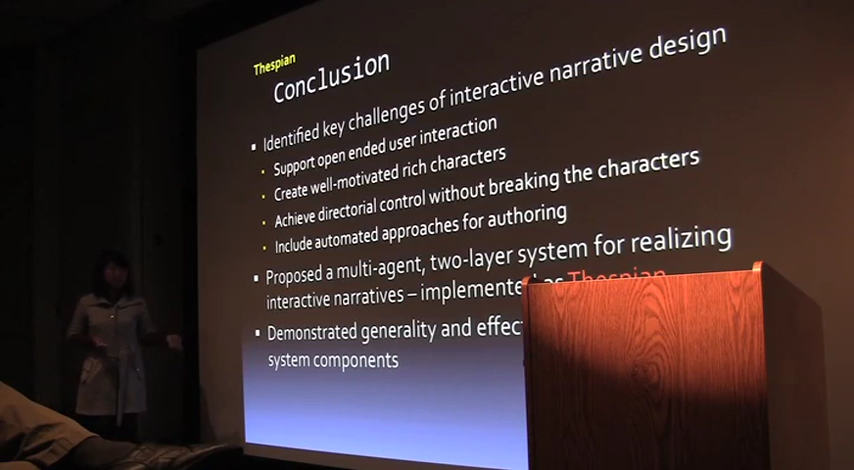 Thespian
Conclusion
▪ Identified key challenges of interactive narrative design
▪ Support open ended user interaction
▪ Create well-motivated rich characters
▪ Achieve directorial control without breaking the characters
▪ Include automated approaches for authoring
▪ Proposed a multi-agent, two-layer system for realizing
interactive narratives – implemented as Thespian
▪ Demonstrated generality and effect
system components